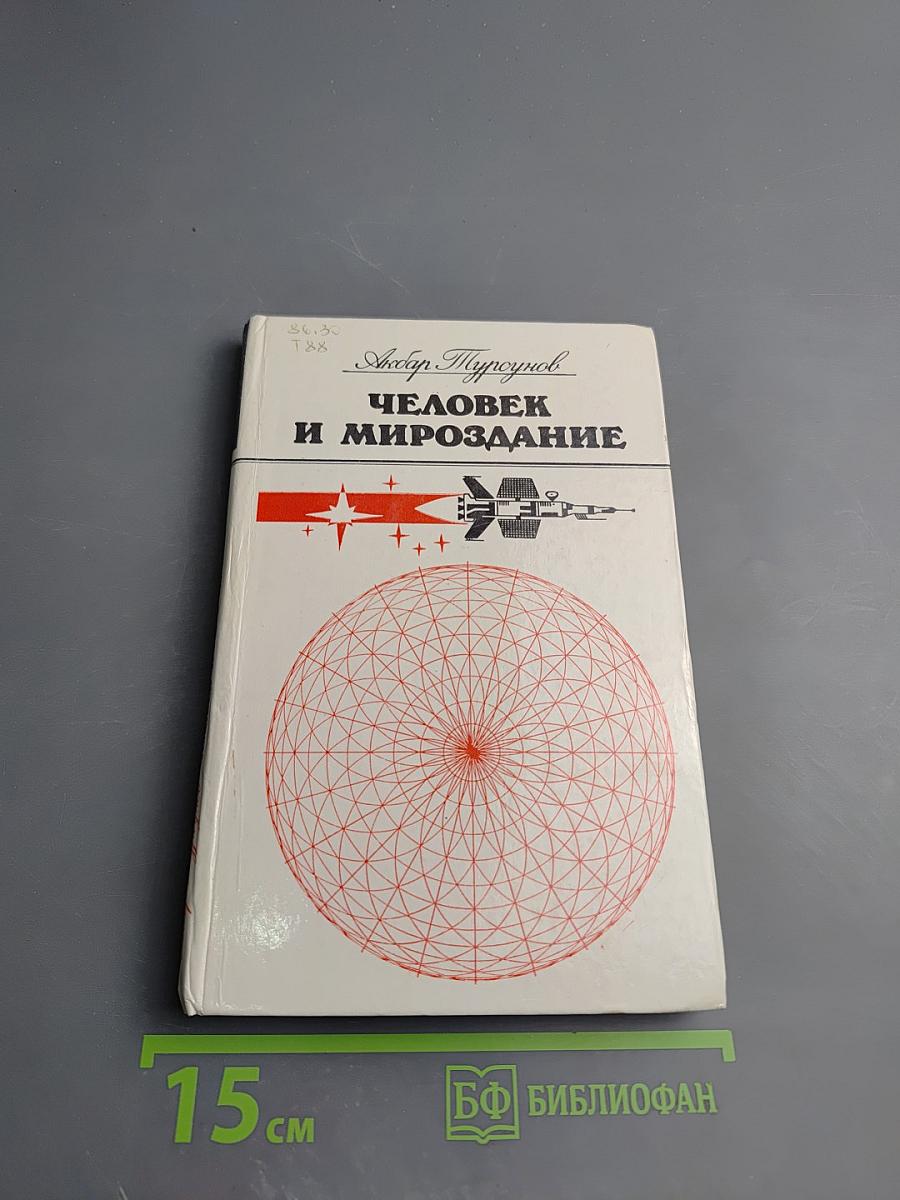 86.30
Т88
Акбар Турсунов
ЧЕЛОВЕК
И МИРОЗДАНИЕ
15 см
БФ БИБЛИОФАН